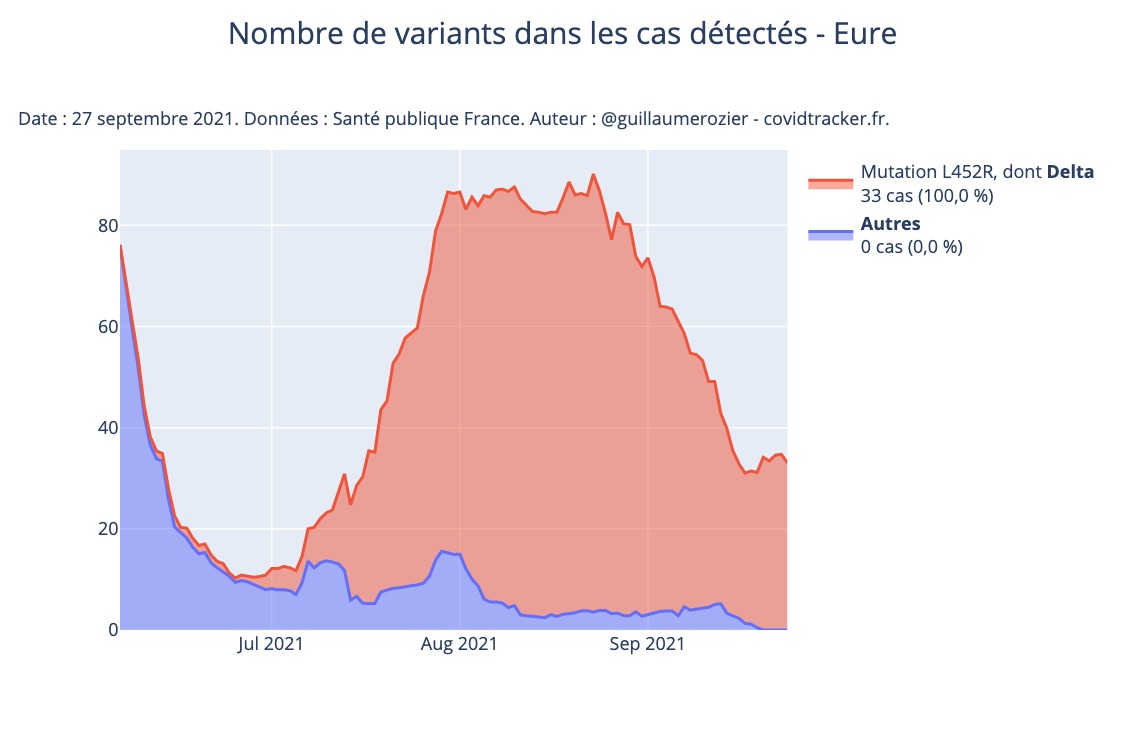 Nombre de variants dans les cas détectés - Eure
Date : 27 septembre 2021. Données : Santé publique France. Auteur : @guillaumerozier - covidtracker.fr.
Mutation L452R, dont Delta
33 cas (100,0 %)
Autres
0 cas (0,0 %)
80
60
40
20
0
Jul 2021
Aug 2021
Sep 2021